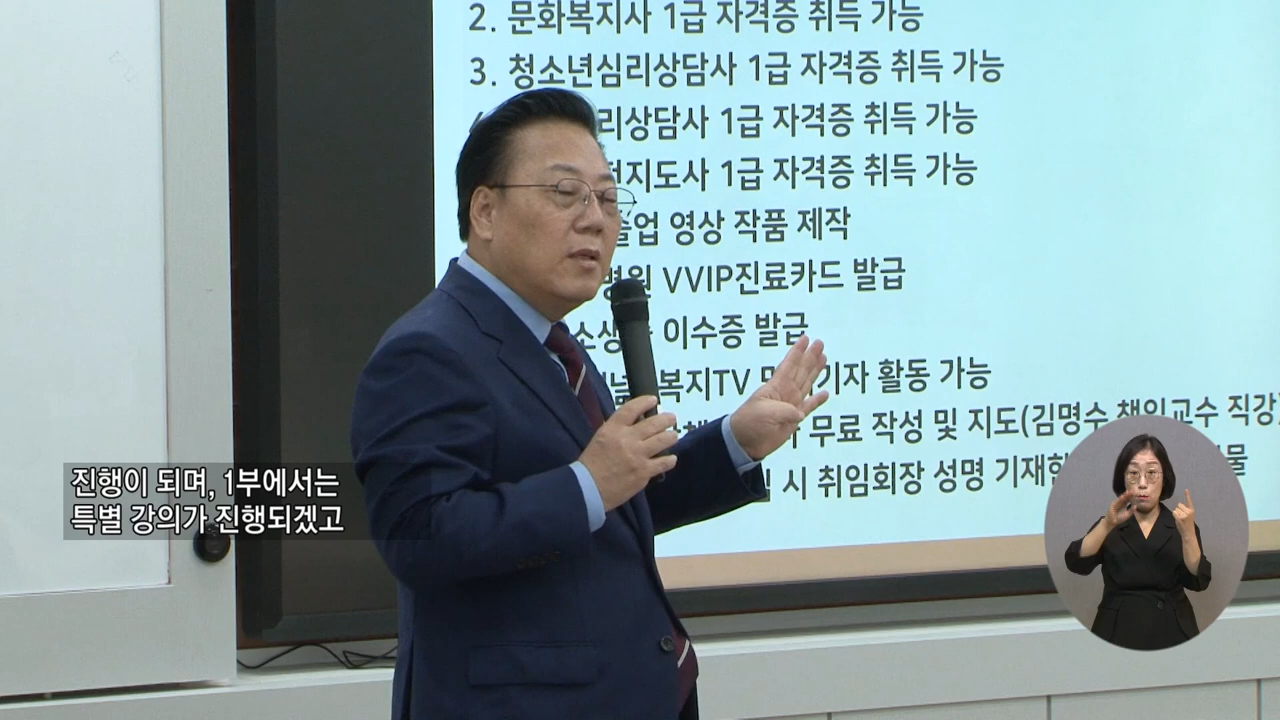 2. 문화복지사 1급 자격증 취득 가능
3. 청소년심리상담사 1급 자격증 취득 가능
리상담사 1급 자격증 취득 가능
지도사 1급 자격증 취득 가능
졸업 영상 작품 제작
병원 VVIP진료카드 발급
이수증 발급
복지TV 기자 활동 가능
무료 작성 및 지도(김명수 책임교수 직강)
시 취임회장 성명 기재
진행이 되며, 1부에서는
특별 강의가 진행되겠고